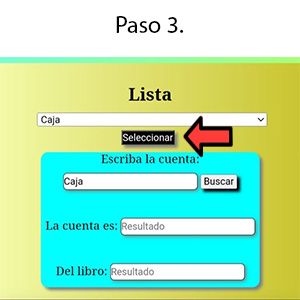 Paso 3.
Lista
Caja
Seleccionar
Escriba la cuenta:
Caja Buscar
La cuenta es: Resultado
Del libro: Resultado